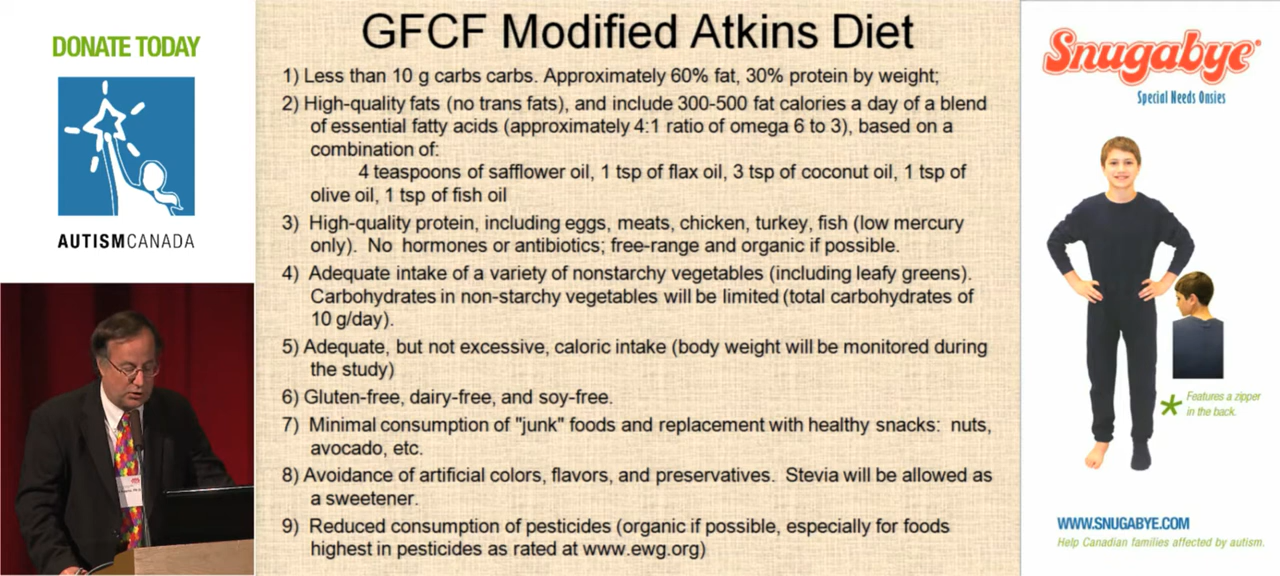 DONATE TODAY
AUTISMCANADA
GFCF Modified Atkins Diet
1) Less than 10 g carbs carbs. Approximately 60% fat, 30% protein by weight;
2) High-quality fats (no trans fats), and include 300-500 fat calories a day of a blend
of essential fatty acids (approximately 4:1 ratio of omega 6 to 3), based on a
combination of:
4 teaspoons of safflower oil, 1 tsp of flax oil, 3 tsp of coconut oil, 1 tsp of
olive oil, 1 tsp of fish oil
3) High-quality protein, including eggs, meats, chicken, turkey, fish (low mercury
only). No hormones or antibiotics; free-range and organic if possible.
4) Adequate intake of a variety of nonstarchy vegetables (including leafy greens).
Carbohydrates in non-starchy vegetables will be limited (total carbohydrates of
10 g/day).
5) Adequate, but not excessive, caloric intake (body weight will be monitored during
the study)
6) Gluten-free, dairy-free, and soy-free.
7) Minimal consumption of "junk" foods and replacement with healthy snacks: nuts,
avocado, etc.
8) Avoidance of artificial colors, flavors, and preservatives. Stevia will be allowed as
a sweetener.
9) Reduced consumption of pesticides (organic if possible, especially for foods
highest in pesticides as rated at www.ewg.org)
Snugabye
Special Needs Onsies
* Features a zipper
in the back.
WWW.SNUGABYE.COM
Help Canadian families affected by autism.